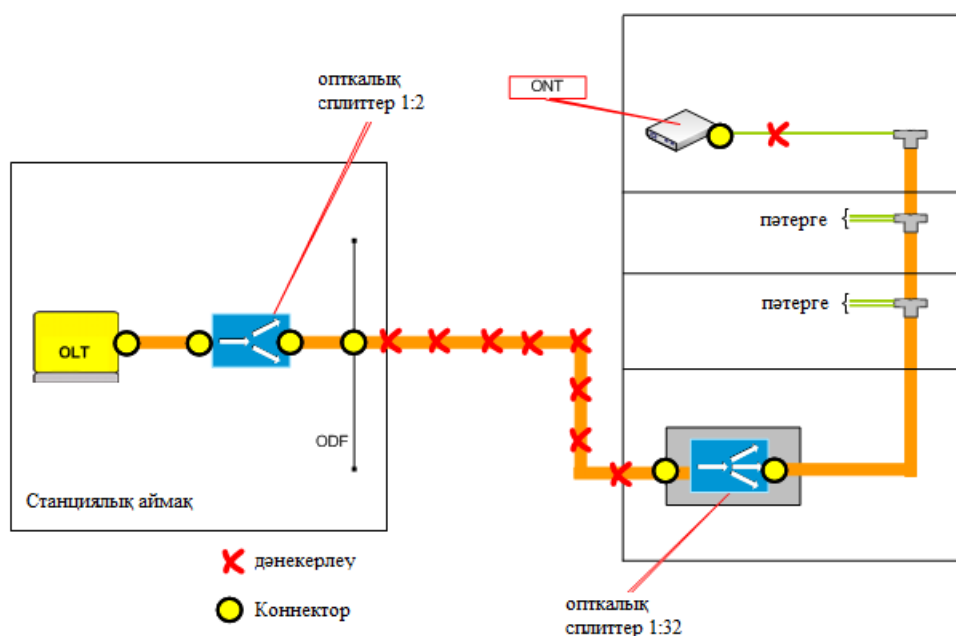 опткалық
сплиттер 1:2
ONT
пәтерге {
пәтерге {
OLT
ODF
Станциялық аймақ
дәнекерлеу
Коннектор
опткалық
сплиттер 1:32